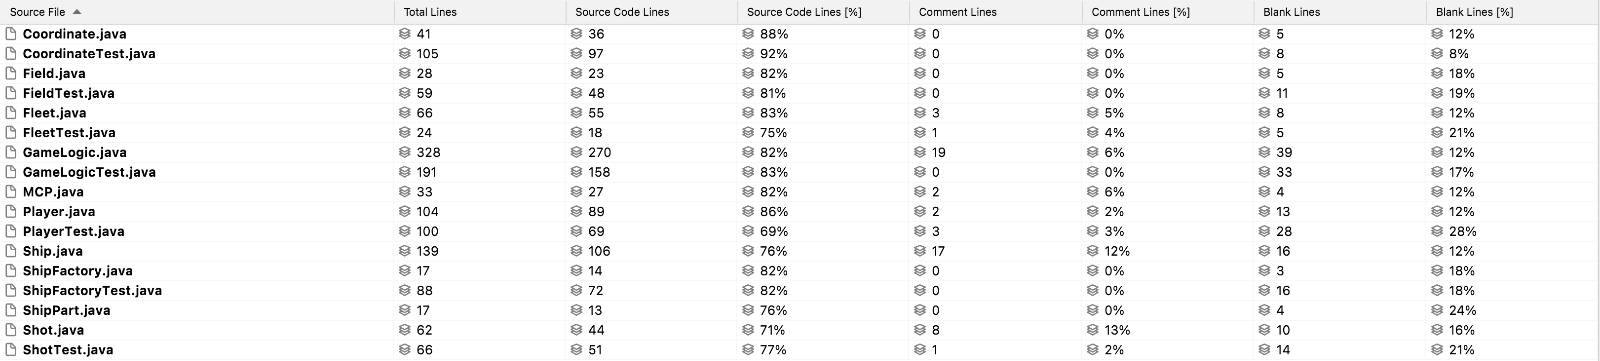 Source File Total Lines Source Code Lines Source Code Lines [%] Comment Lines Comment Lines [%] Blank Lines Blank Lines [%]
Coordinate.java 41 36 88% 0 0% 5 12%
CoordinateTest.java 105 97 92% 0 0% 8 8%
Field.java 28 23 82% 0 0% 5 18%
FieldTest.java 59 48 81% 0 0% 11 19%
Fleet.java 66 55 83% 3 5% 8 12%
FleetTest.java 24 18 75% 1 4% 5 21%
GameLogic.java 328 270 82% 19 6% 39 12%
GameLogicTest.java 191 158 83% 0 0% 33 17%
MCP.java 33 27 82% 2 6% 4 12%
Player.java 104 89 86% 2 2% 13 12%
PlayerTest.java 100 69 69% 3 3% 28 28%
Ship.java 139 106 76% 17 12% 16 12%
ShipFactory.java 17 14 82% 0 0% 3 18%
ShipFactoryTest.java 88 72 82% 0 0% 16 18%
ShipPart.java 17 13 76% 0 0% 4 24%
Shot.java 62 44 71% 8 13% 10 16%
ShotTest.java 66 51 77% 1 2% 14 21%